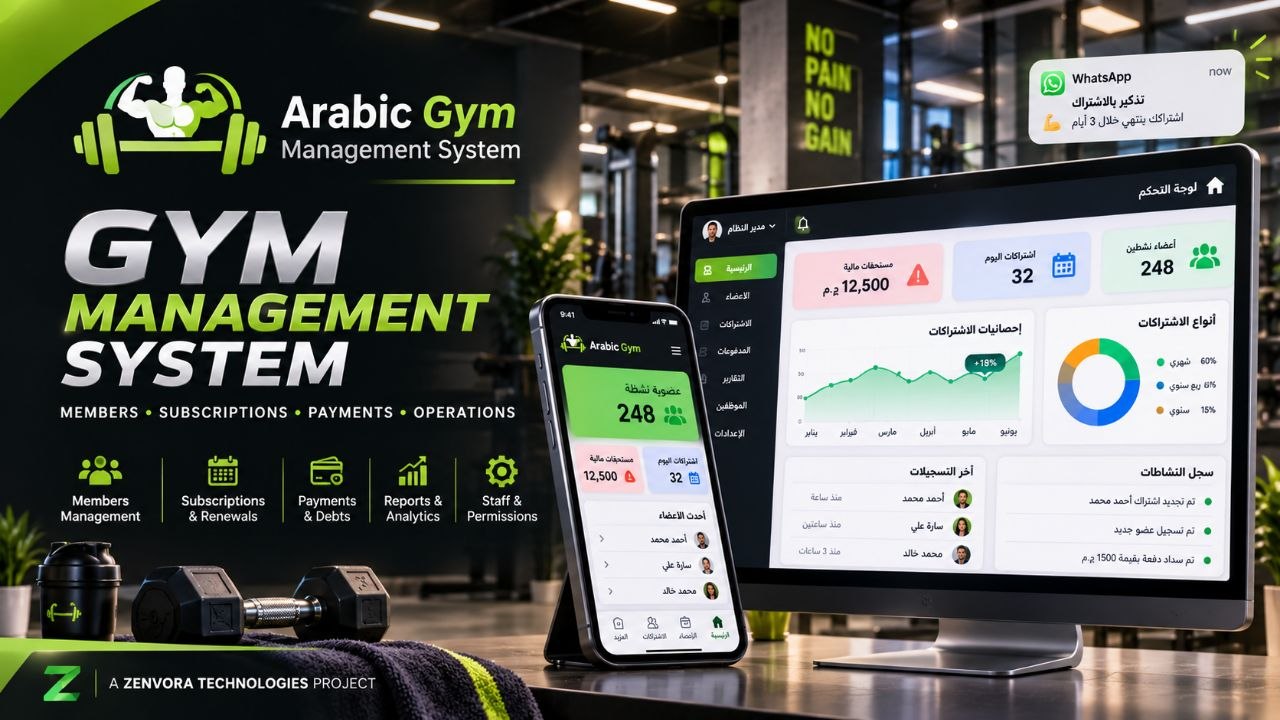 Arabic Gym
Management System
GYM
MANAGEMENT
SYSTEM
MEMBERS • SUBSCRIPTIONS • PAYMENTS • OPERATIONS
Members
Management
Subscriptions
& Renewals
Payments
& Debts
Reports &
Analytics
Staff &
Permissions
Z
A ZENVORA TECHNOLOGIES PROJECT
NO
PAIN
NO
GAIN
WhatsApp
now
تذكير بالاشتراك
اشتراكك ينتهي خلال 3 أيام
9:41
Arabic Gym
عضوية نشطة
248
اشتراكات اليوم
32
مستحقات مالية
12,500
أحدث الأعضاء
أحمد محمد
سارة علي
محمد خالد
الرئيسية
الأعضاء
الاشتراكات
المزيد
لوحة التحكم
مدير النظام
الرئيسية
الأعضاء
الاشتراكات
المدفوعات
التقارير
الموظفين
الإعدادات
أعضاء نشطين
248
اشتراكات اليوم
32
مستحقات مالية
12,500 ج.م
أنواع الاشتراكات
شهري 60%
ربع سنوي
سنوي 15%
إحصائيات الاشتراكات
+18%
يناير
فبراير
مارس
أبريل
مايو
يونيو
سجل النشاطات
تم تجديد اشتراك أحمد محمد
تم تسجيل عضو جديد
تم سداد دفعة بقيمة 1500 ج.م
آخر التسجيلات
أحمد محمد
منذ ساعة
سارة علي
منذ ساعتين
محمد خالد
منذ 3 ساعات